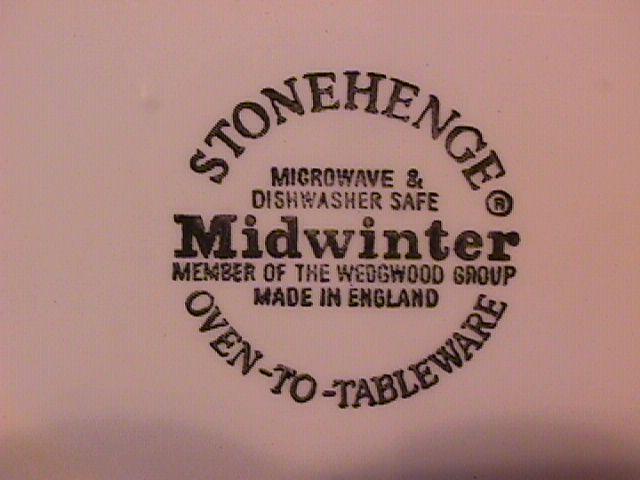 STONEHENGE®
MICROWAVE &
DISHWASHER SAFE
Midwinter
MEMBER OF THE WEDGWOOD GROUP
MADE IN ENGLAND
OVEN-TO-TABLEWARE